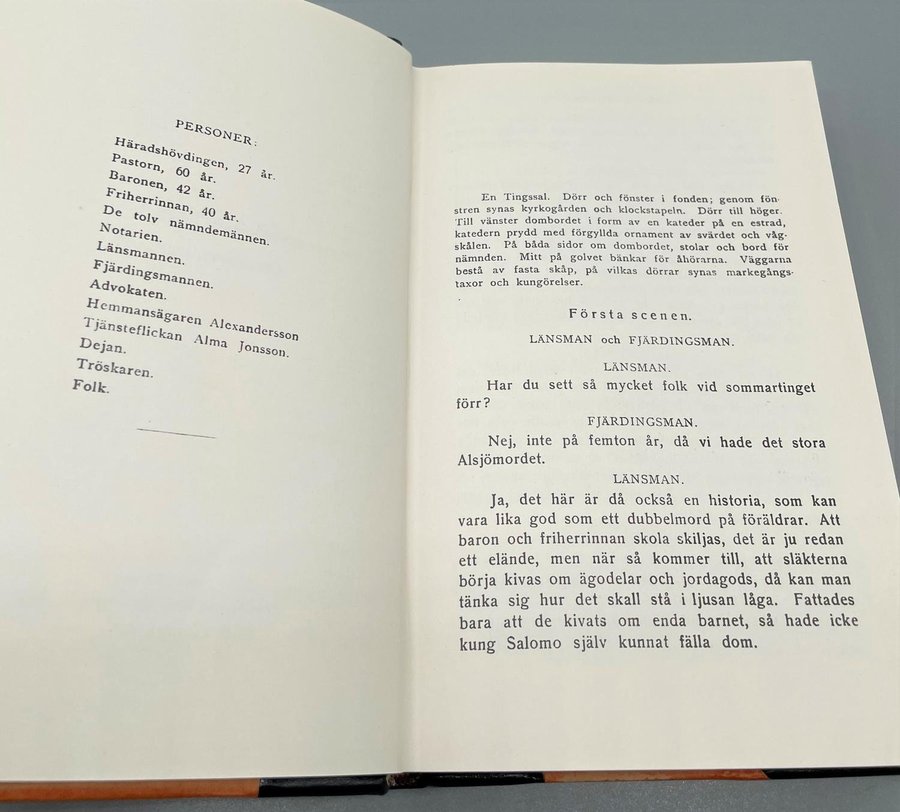 PERSONER:
Häradshövdingen, 27 år.
Pastorn, 60 år.
Baronen, 42 år.
Friherrinnan, 40 år.
De tolv nämndemännen.
Notarien.
Länsmannen.
Fjärdingsmannen.
Advokaten.
Hemmansägaren Alexandersson
Tjänsteflickan Alma Jonsson.
Dejan.
Tröskaren.
Folk.
En Tingssal. Dörr och fönster i fonden; genom fön-
stren synas kyrkogården och klockstapeln. Dörr till höger.
Till vänster dombordet i form av en kateder på en estrad,
katedern prydd med förgyllda ornament av svärdet och våg-
skålen. På båda sidor om dombordet, stolar och bord för
nämnden. Mitt på golvet bänkar för åhörarna. Väggarna
bestå av fasta skåp, på vilkas dörrar synas markegångs-
taxor och kungörelser.
Första scenen.
LÄNSMAN och FJÄRDINGSMAN.
LÄNSMAN.
Har du sett så mycket folk vid sommartinget
förr?
FJÄRDINGSMAN.
Nej, inte på femton år, då vi hade det stora
Alsjömordet.
LÄNSMAN.
Ja, det här är då också en historia, som kan
vara lika god som ett dubbelmord på föräldrar. Att
baron och friherrinnan skola skiljas, det är ju redan
ett elände, men när så kommer till, att släkterna
börja kivas om ägodelar och jordagods, då kan man
tänka sig hur det skall stå i ljusan låga. Fattades
bara att de kivats om enda barnet, så hade icke
kung Salomo själv kunnat fälla dom.